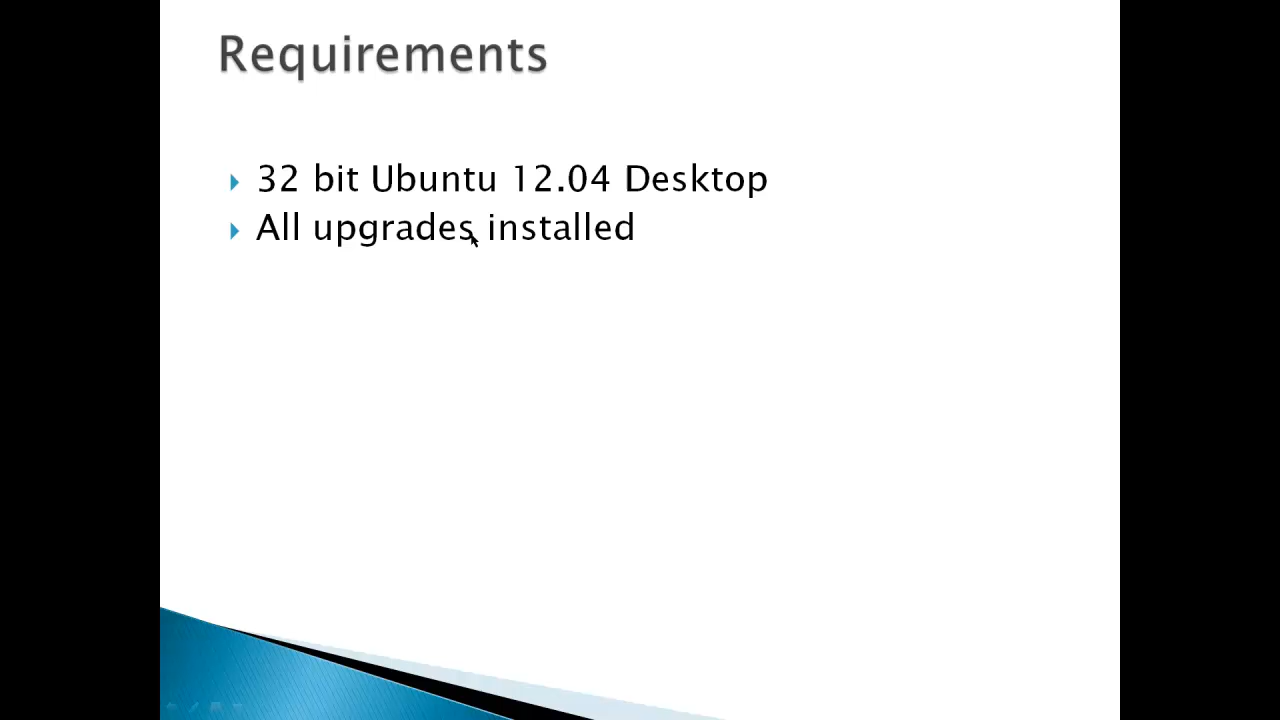 Requirements
32 bit Ubuntu 12.04 Desktop
All upgrades installed